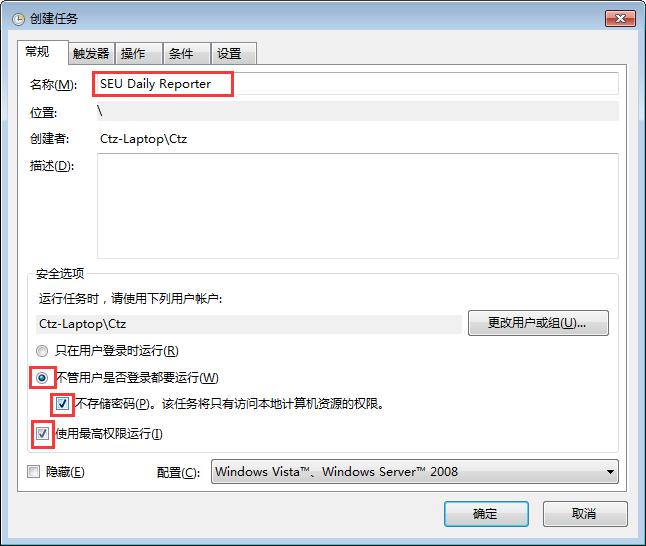 创建任务
常规 触发器 操作 条件 设置
名称(M): SEU Daily Reporter
位置: \
创建者: Ctz-Laptop\Ctz
描述(D):
安全选项
运行任务时，请使用下列用户帐户:
Ctz-Laptop\Ctz 更改用户或组(U)...
只在用户登录时运行(R)
不管用户是否登录都要运行(W)
不存储密码(P)。该任务将只有访问本地计算机资源的权限。
使用最高权限运行(I)
隐藏(E) 配置(C): Windows Vista™、Windows Server™ 2008
确定 取消